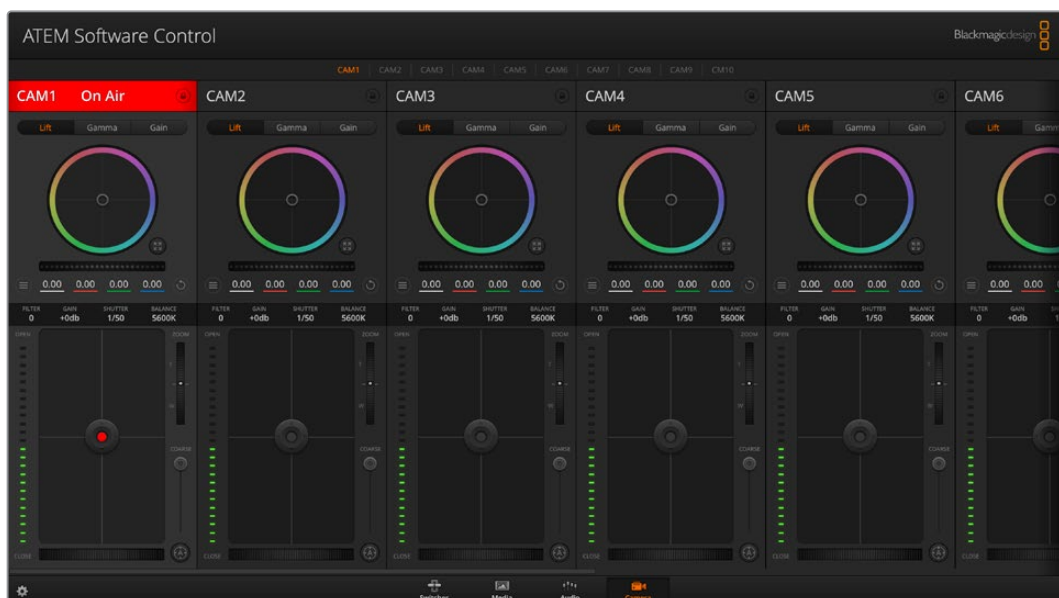 ATEM Software Control
Blackmagicdesign
CAM1 CAM2 CAM3 CAM4 CAM5 CAM6 CAM7 CAM8 CAM9 CM10
CAM1 On Air CAM2 CAM3 CAM4 CAM5 CAM6
Lift Gamma Gain Lift Gamma Gain Lift Gamma Gain Lift Gamma Gain Lift Gamma Gain Lift
0.00 0.00 0.00 0.00 0.00 0.00 0.00 0.00 0.00 0.00 0.00 0.00 0.00 0.00 0.00 0.00 0.00 0.00 0.00 0.00 0.00 0.00
FILTER GAIN SHUTTER BALANCE FILTER GAIN SHUTTER BALANCE FILTER GAIN SHUTTER BALANCE FILTER GAIN SHUTTER BALANCE FILTER GAIN SHUTTER BALANCE FILTER GAIN
0 +0db 1/50 5600K 0 +0db 1/50 5600K 0 +0db 1/50 5600K 0 +0db 1/50 5600K 0 +0db 1/50 5600K 0 +0db
OPEN ZOOM OPEN ZOOM OPEN ZOOM OPEN ZOOM OPEN ZOOM OPEN
T T T T T
W W W W W
COARSE COARSE COARSE COARSE COARSE
CLOSE CLOSE CLOSE CLOSE CLOSE CLOSE
Switcher Media Audio Camera